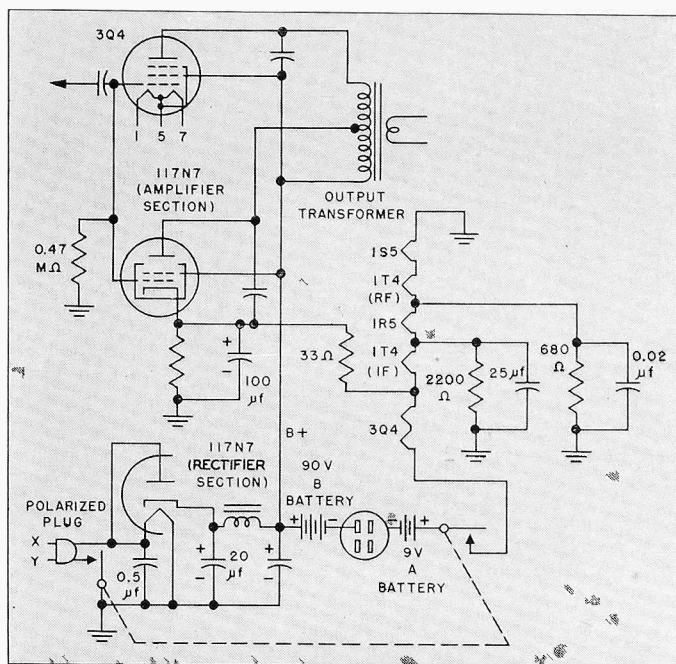 3Q4
1 5 7
117N7
(AMPLIFIER
SECTION)
OUTPUT
TRANSFORMER
0.47
MΩ
1S5
1T4
(RF)
1R5
1T4
(IF)
3Q4
33Ω
2200
Ω
25µf
680
Ω
0.02
µf
+
-
100
µf
117N7
(RECTIFIER
SECTION)
B+
90V
B
BATTERY
+ -
+
9V
A
BATTERY
POLARIZED
PLUG
X
Y
0.5
µf
+
20
µf
-
+
-